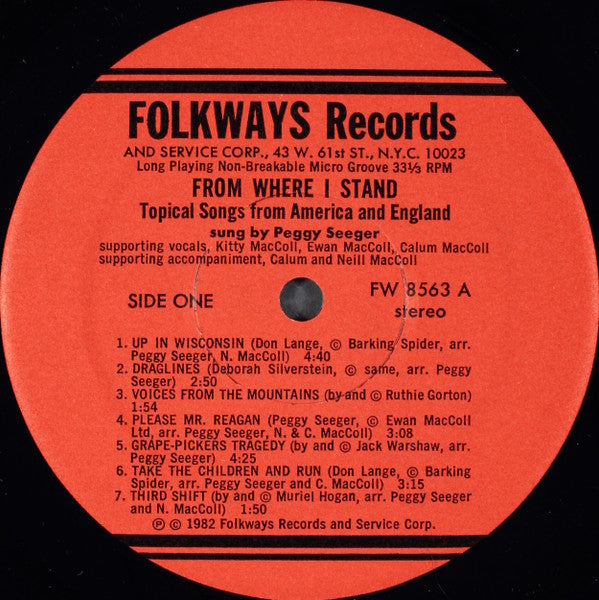 FOLKWAYS Records
AND SERVICE CORP., 43 W. 61st ST., N.Y.C. 10023
Long Playing Non-Breakable Micro Groove 33⅓ RPM
FROM WHERE I STAND
Topical Songs from America and England
sung by Peggy Seeger
supporting vocals, Kitty MacColl, Ewan MacColl, Calum MacColl
supporting accompaniment, Calum and Neill MacColl
SIDE ONE
FW 8563 A
stereo
1. UP IN WISCONSIN (Don Lange, © Barking Spider, arr.
Peggy Seeger, N. MacColl) 4:40
2. DRAGLINES (Deborah Silverstein, © same, arr. Peggy
Seeger) 2:50
3. VOICES FROM THE MOUNTAINS (by and © Ruthie Gorton)
1:54
4. PLEASE MR. REAGAN (Peggy Seeger, © Ewan MacColl
Ltd, arr. Peggy Seeger, N. & C. MacColl) 3:08
5. GRAPE-PICKERS TRAGEDY (by and © Jack Warshaw, arr.
Peggy Seeger) 4:25
6. TAKE THE CHILDREN AND RUN (Don Lange, © Barking
Spider, arr. Peggy Seeger and C. MacColl) 3:15
7. THIRD SHIFT (by and © Muriel Hogan, arr. Peggy Seeger
and N. MacColl) 1:50
℗ © 1982 Folkways Records and Service Corp.